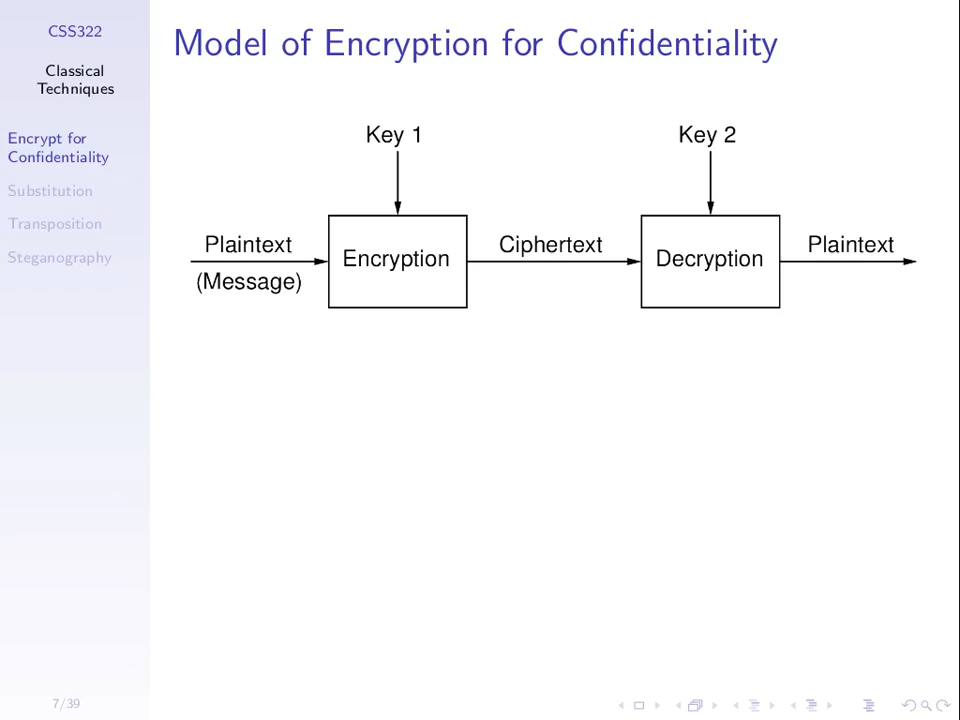 CSS322
Classical
Techniques
Encrypt for
Confidentiality
Substitution
Transposition
Steganography
7/39
Model of Encryption for Confidentiality
Key 1
Key 2
Plaintext
(Message)
Encryption
Ciphertext
Decryption
Plaintext